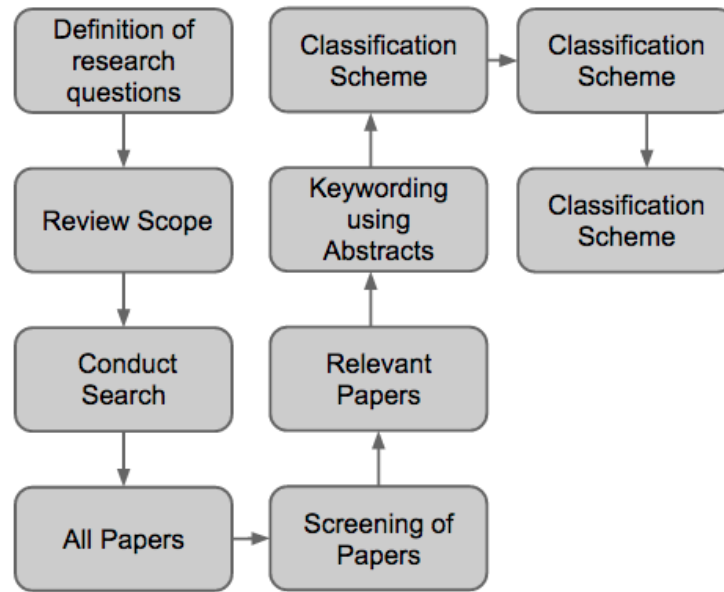 Definition of
research
questions
Review Scope
Conduct
Search
All Papers
Screening of
Papers
Relevant
Papers
Keywording
using
Abstracts
Classification
Scheme
Classification
Scheme
Classification
Scheme